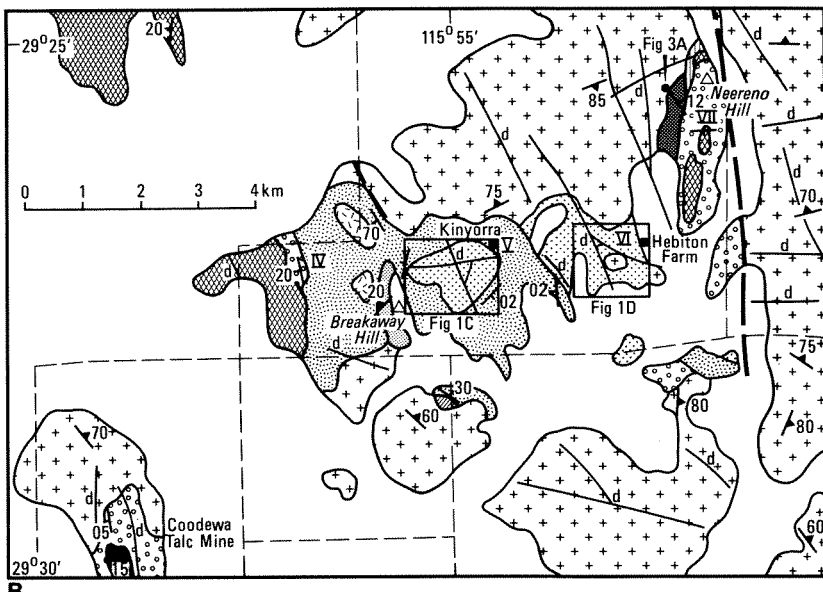 20
29° 25′
115° 55′
Fig 3A
85
d
d
12
Neereno
Hill
VII
d
d
d
70
0 1 2 3 4 km
d
75
70
Kinyorra
V
d
VI
d
Hebiton
Farm
d
IV
20
d
20
02
02
d
d
Breakaway
Hill
Fig 1C
Fig 1D
d
75
30
60
80
80
70
d
d
d
d
05
d
Coodewa
Talc Mine
15
60
29° 30′
B